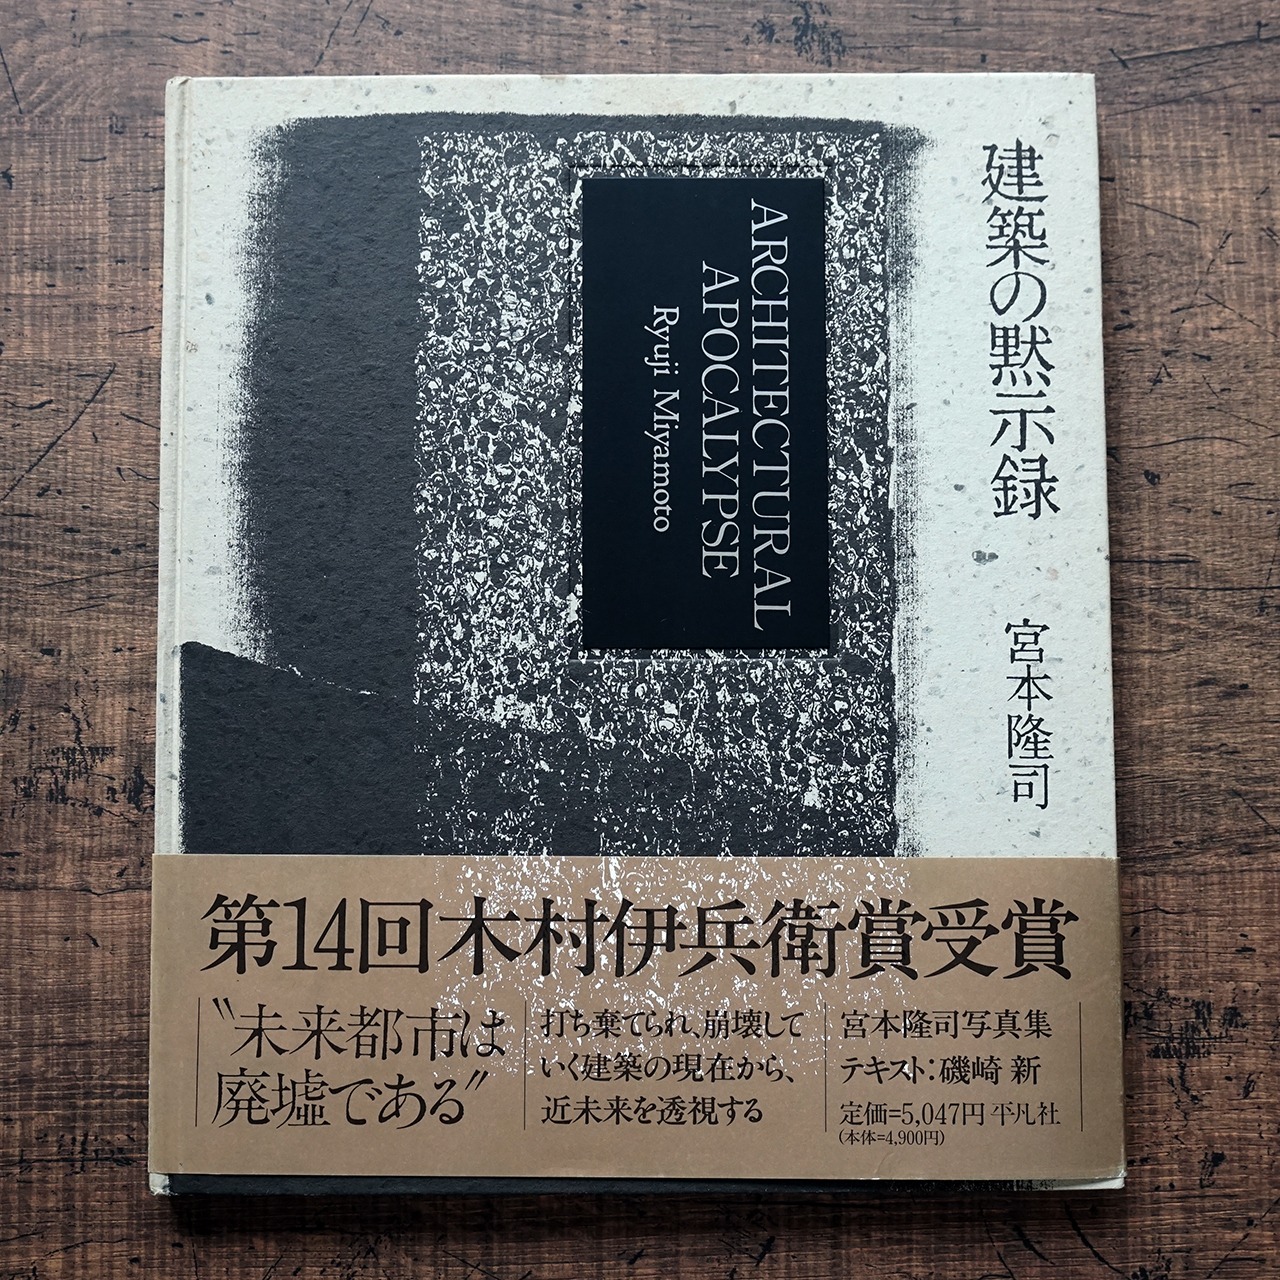 建築の黙示録
宮本隆司
ARCHITECTURAL
APOCALYPSE
Ryuji Miyamoto
第14回木村伊兵衛賞受賞
〝未来都市は
廃墟である〟
打ち棄てられ、崩壊して
いく建築の現在から、
近未来を透視する
宮本隆司写真集
テキスト：磯崎 新
定価=5,047円 平凡社
(本体=4,900円)